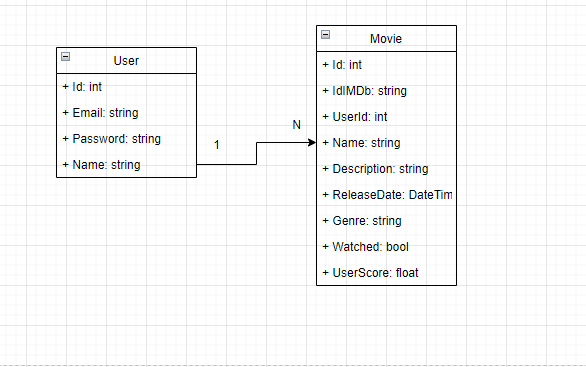 User
+ Id: int
+ Email: string
+ Password: string
+ Name: string
1
N
Movie
+ Id: int
+ IdIMDb: string
+ UserId: int
+ Name: string
+ Description: string
+ ReleaseDate: DateTim
+ Genre: string
+ Watched: bool
+ UserScore: float